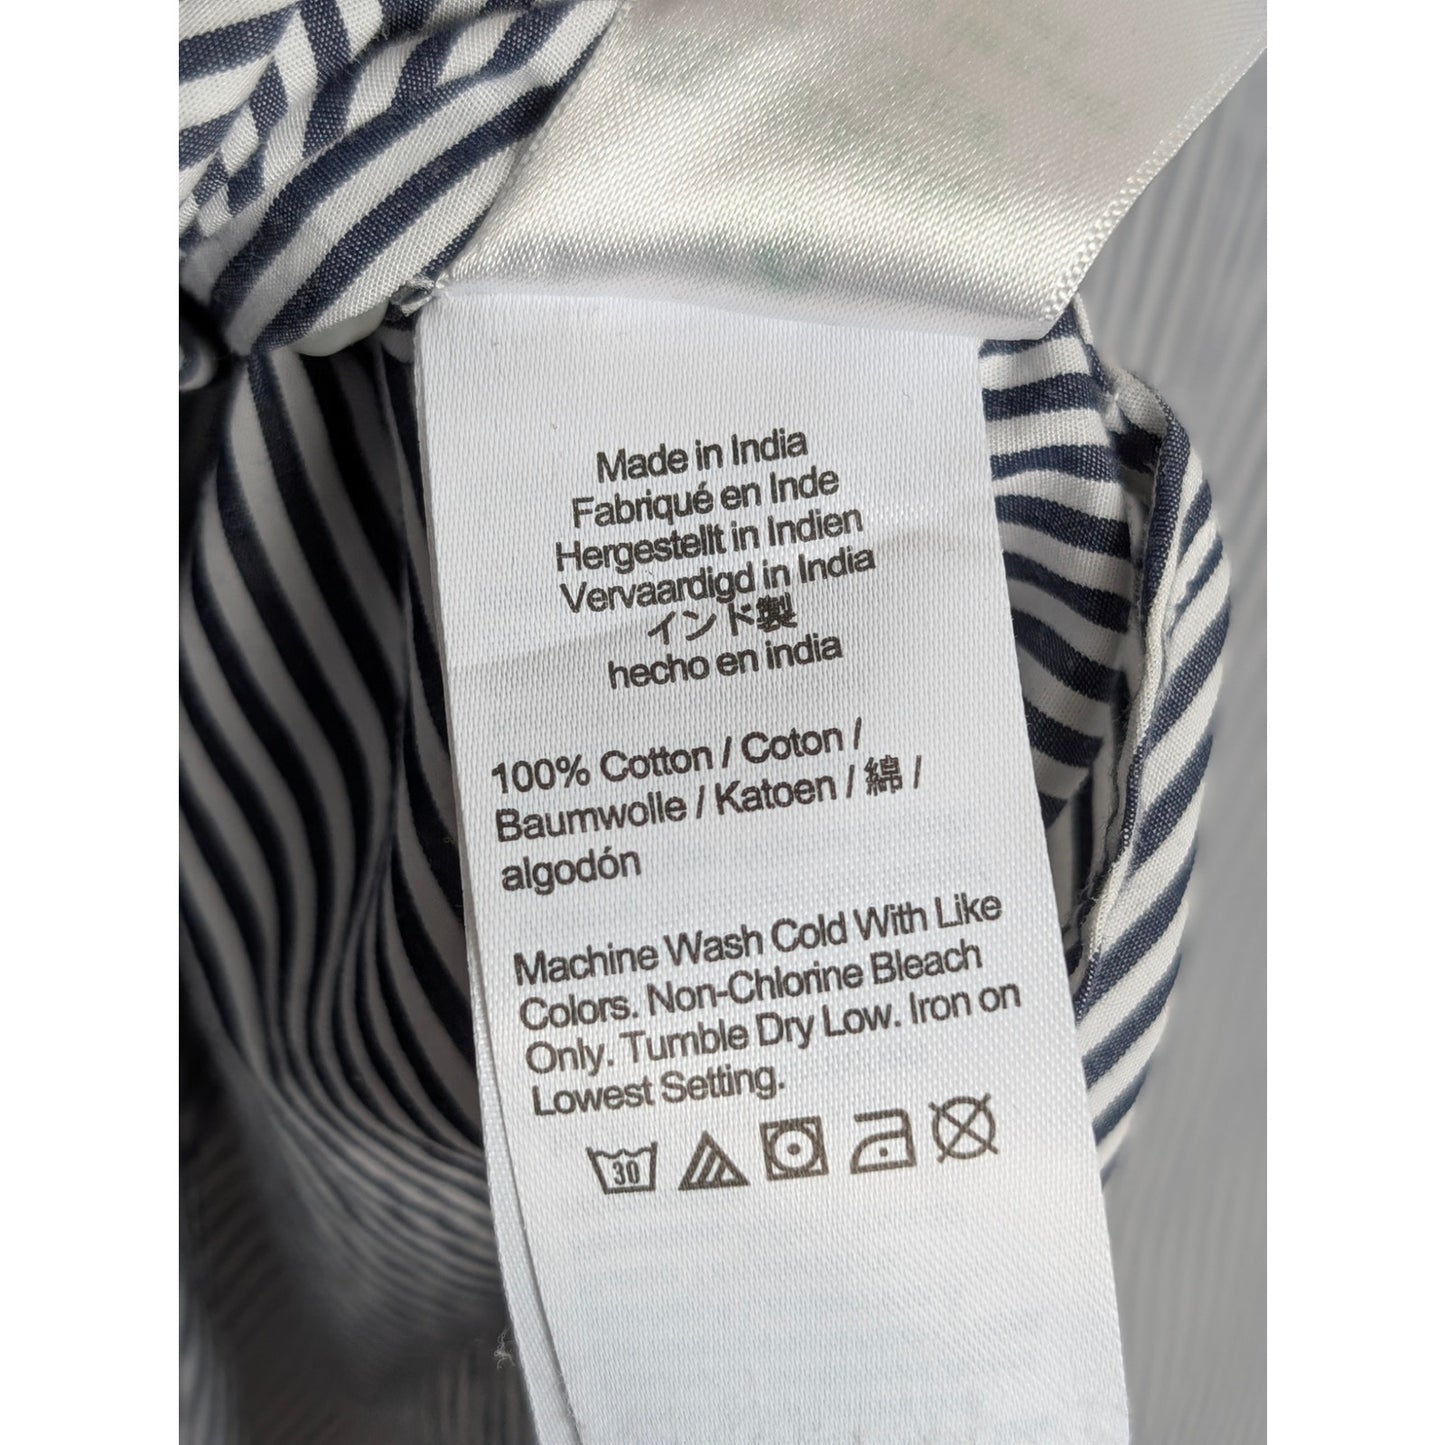 Made in India
Fabriqué en Inde
Hergestellt in Indien
Vervaardigd in India
インド製
hecho en india
100% Cotton / Coton /
Baumwolle / Katoen / 綿 /
algodón
Machine Wash Cold With Like
Colors. Non-Chlorine Bleach
Only. Tumble Dry Low. Iron on
Lowest Setting.
30